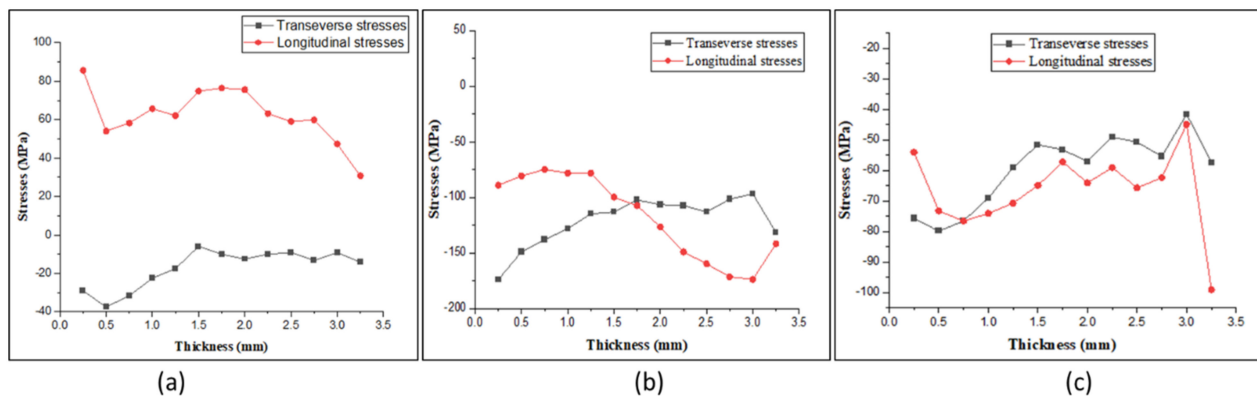 Transeverse stresses
Longitudinal stresses
100
80
60
40
20
0
-20
-40
Stresses (MPa)
0.0 0.5 1.0 1.5 2.0 2.5 3.0 3.5
Thickness (mm)
(a)
Transeverse stresses
Longitudinal stresses
50
0
-50
-100
-150
-200
Stresses (MPa)
0.0 0.5 1.0 1.5 2.0 2.5 3.0 3.5
Thickness (mm)
(b)
Transeverse stresses
Longitudinal stresses
-20
-30
-40
-50
-60
-70
-80
-90
-100
Stresses (MPa)
0.0 0.5 1.0 1.5 2.0 2.5 3.0 3.5
Thickness (mm)
(c)